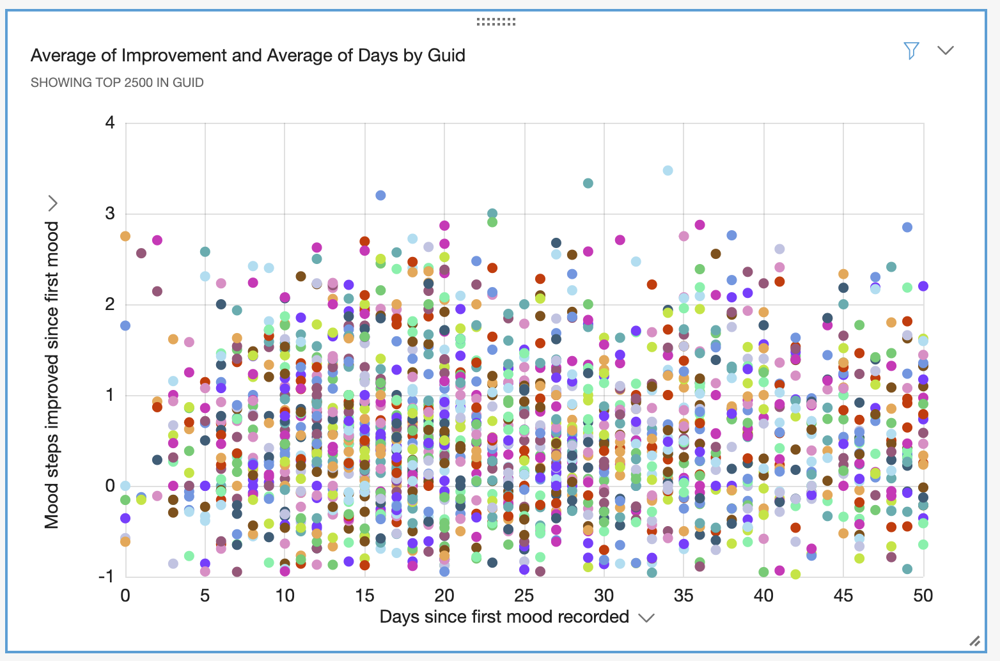 Average of Improvement and Average of Days by Guid
SHOWING TOP 2500 IN GUID
4
3
2
1
0
-1
Mood steps improved since first mood
0 5 10 15 20 25 30 35 40 45 50
Days since first mood recorded